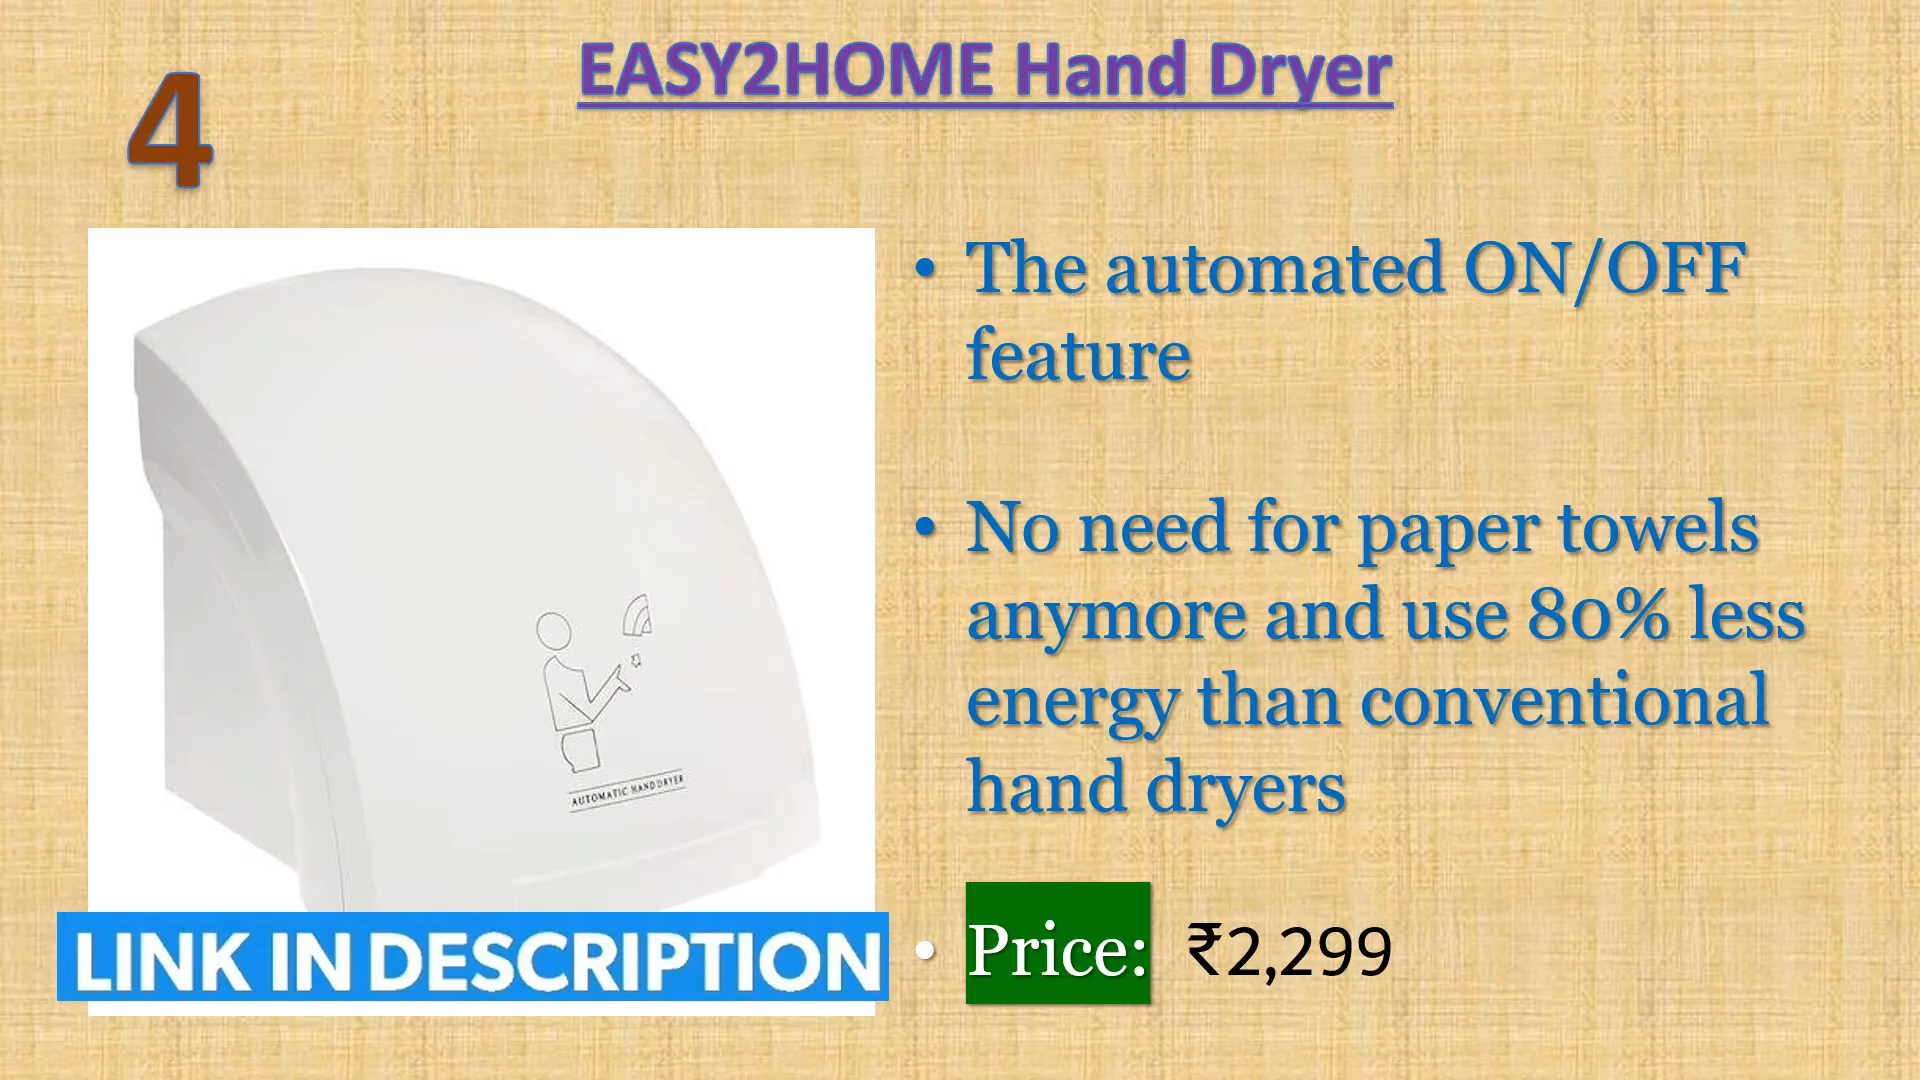 EASY2HOME Hand Dryer
4
• The automated ON/OFF
feature
• No need for paper towels
anymore and use 80% less
energy than conventional
hand dryers
AUTOMATIC HAND DRYER
LINK IN DESCRIPTION
• Price: ₹2,299